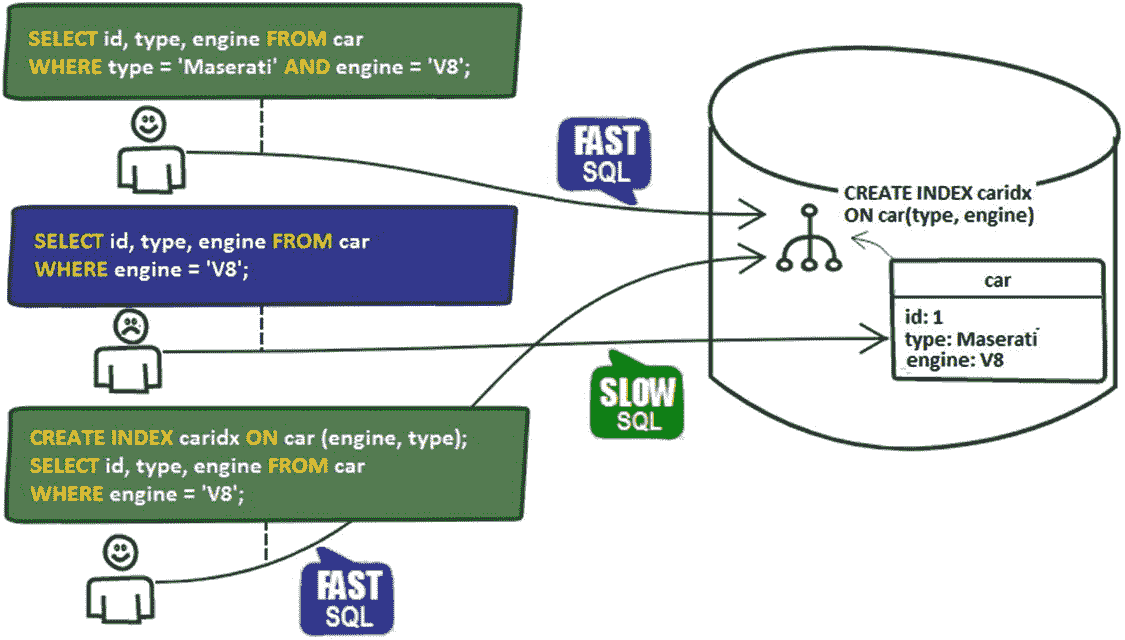 SELECT id, type, engine FROM car
WHERE type = 'Maserati' AND engine = 'V8';
FAST
SQL
CREATE INDEX caridx
ON car(type, engine)
SELECT id, type, engine FROM car
WHERE engine = 'V8';
car
id: 1
type: Maserati
engine: V8
SLOW
SQL
CREATE INDEX caridx ON car (engine, type);
SELECT id, type, engine FROM car
WHERE engine = 'V8';
FAST
SQL